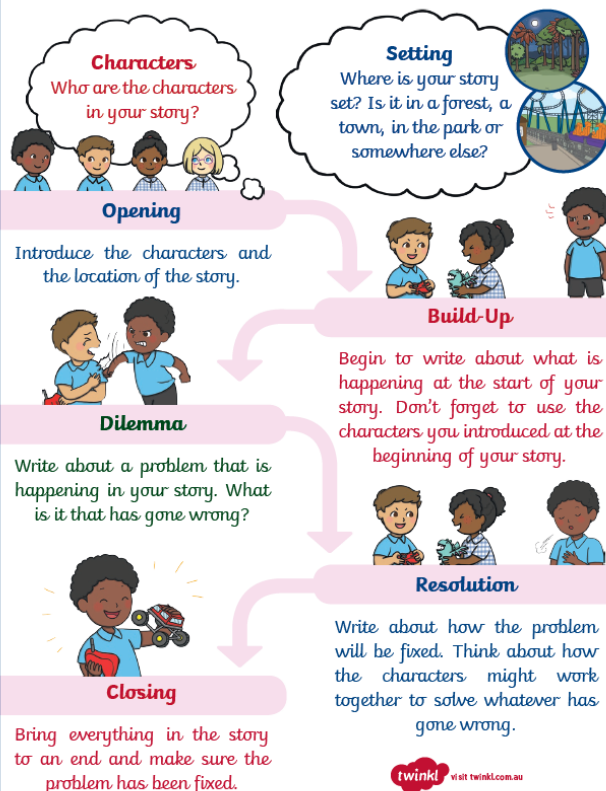 Characters
Who are the characters
in your story?
Setting
Where is your story
set? Is it in a forest, a
town, in the park or
somewhere else?
Opening
Introduce the characters and
the location of the story.
Build-Up
Begin to write about what is
happening at the start of your
story. Don't forget to use the
characters you introduced at the
beginning of your story.
Dilemma
Write about a problem that is
happening in your story. What
is it that has gone wrong?
Resolution
Write about how the problem
will be fixed. Think about how
the characters might work
together to solve whatever has
gone wrong.
Closing
Bring everything in the story
to an end and make sure the
problem has been fixed.
twinkl visit twinkl.com.au